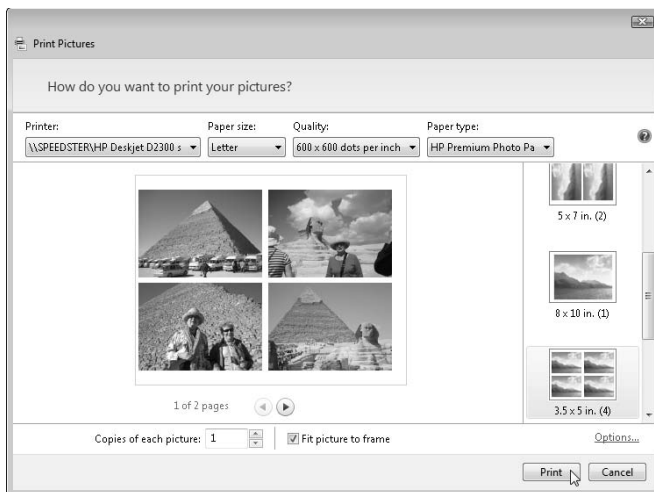 Print Pictures
How do you want to print your pictures?
Printer: Paper size: Quality: Paper type:
\\SPEEDSTER\HP Deskjet D2300 s Letter 600 x 600 dots per inch HP Premium Photo Pa
5 x 7 in. (2)
8 x 10 in. (1)
3.5 x 5 in. (4)
1 of 2 pages
Copies of each picture: 1 Fit picture to frame Options...
Print Cancel